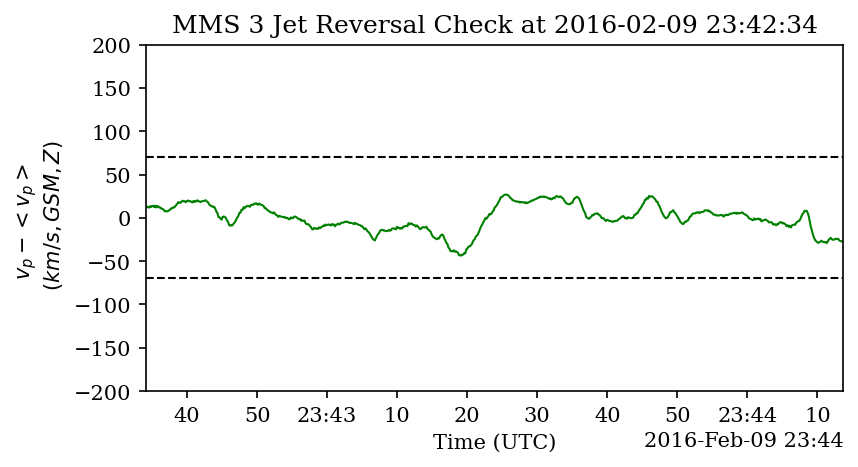 MMS 3 Jet Reversal Check at 2016-02-09 23:42:34
200
150
100
50
0
−50
−100
−150
−200
v_p − < v_p >
(km/s, GSM, Z)
40 50 23:43 10 20 30 40 50 23:44 10
Time (UTC)
2016-Feb-09 23:44